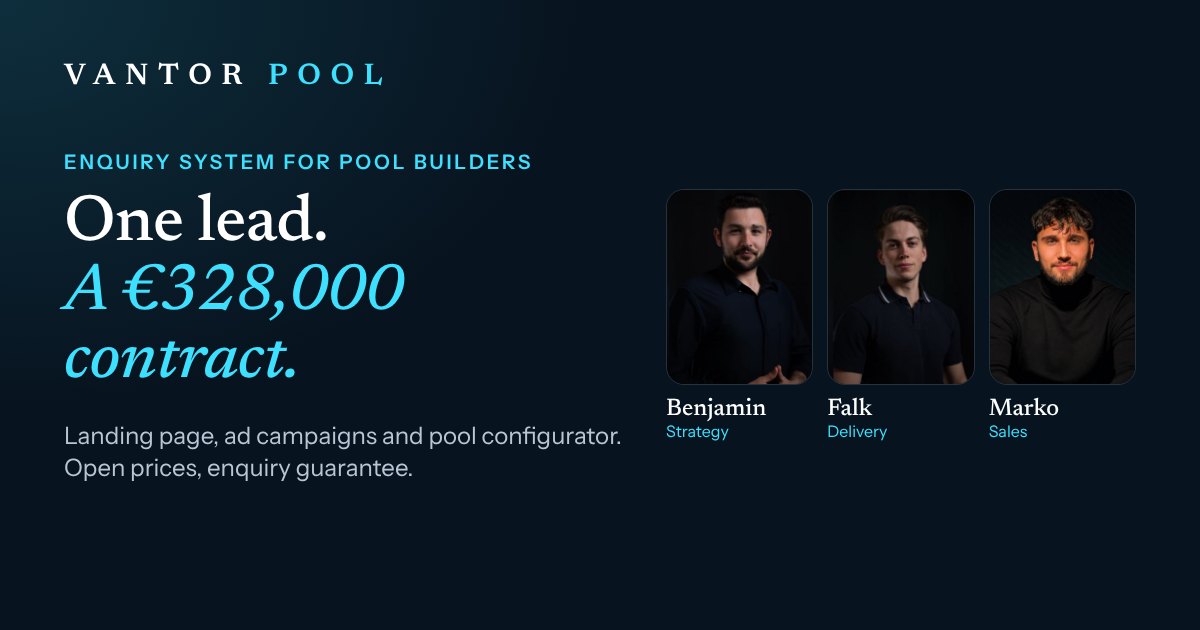 VANTOR POOL
ENQUIRY SYSTEM FOR POOL BUILDERS
One lead.
A €328,000
contract.
Landing page, ad campaigns and pool configurator.
Open prices, enquiry guarantee.
Benjamin
Strategy
Falk
Delivery
Marko
Sales